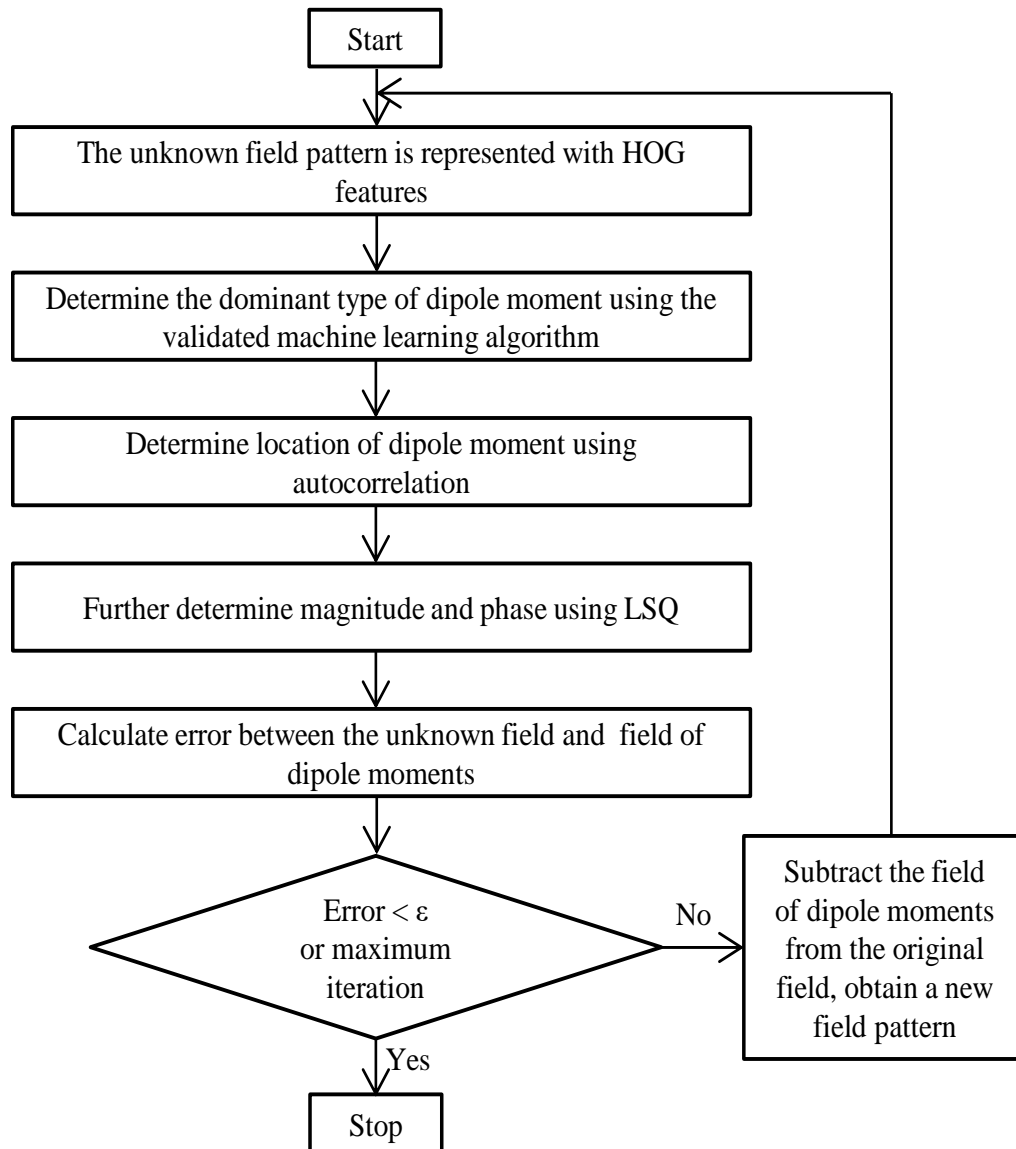 Start
The unknown field pattern is represented with HOG
features
Determine the dominant type of dipole moment using the
validated machine learning algorithm
Determine location of dipole moment using
autocorrelation
Further determine magnitude and phase using LSQ
Calculate error between the unknown field and field of
dipole moments
Error < ε
or maximum
iteration
No
Subtract the field
of dipole moments
from the original
field, obtain a new
field pattern
Yes
Stop